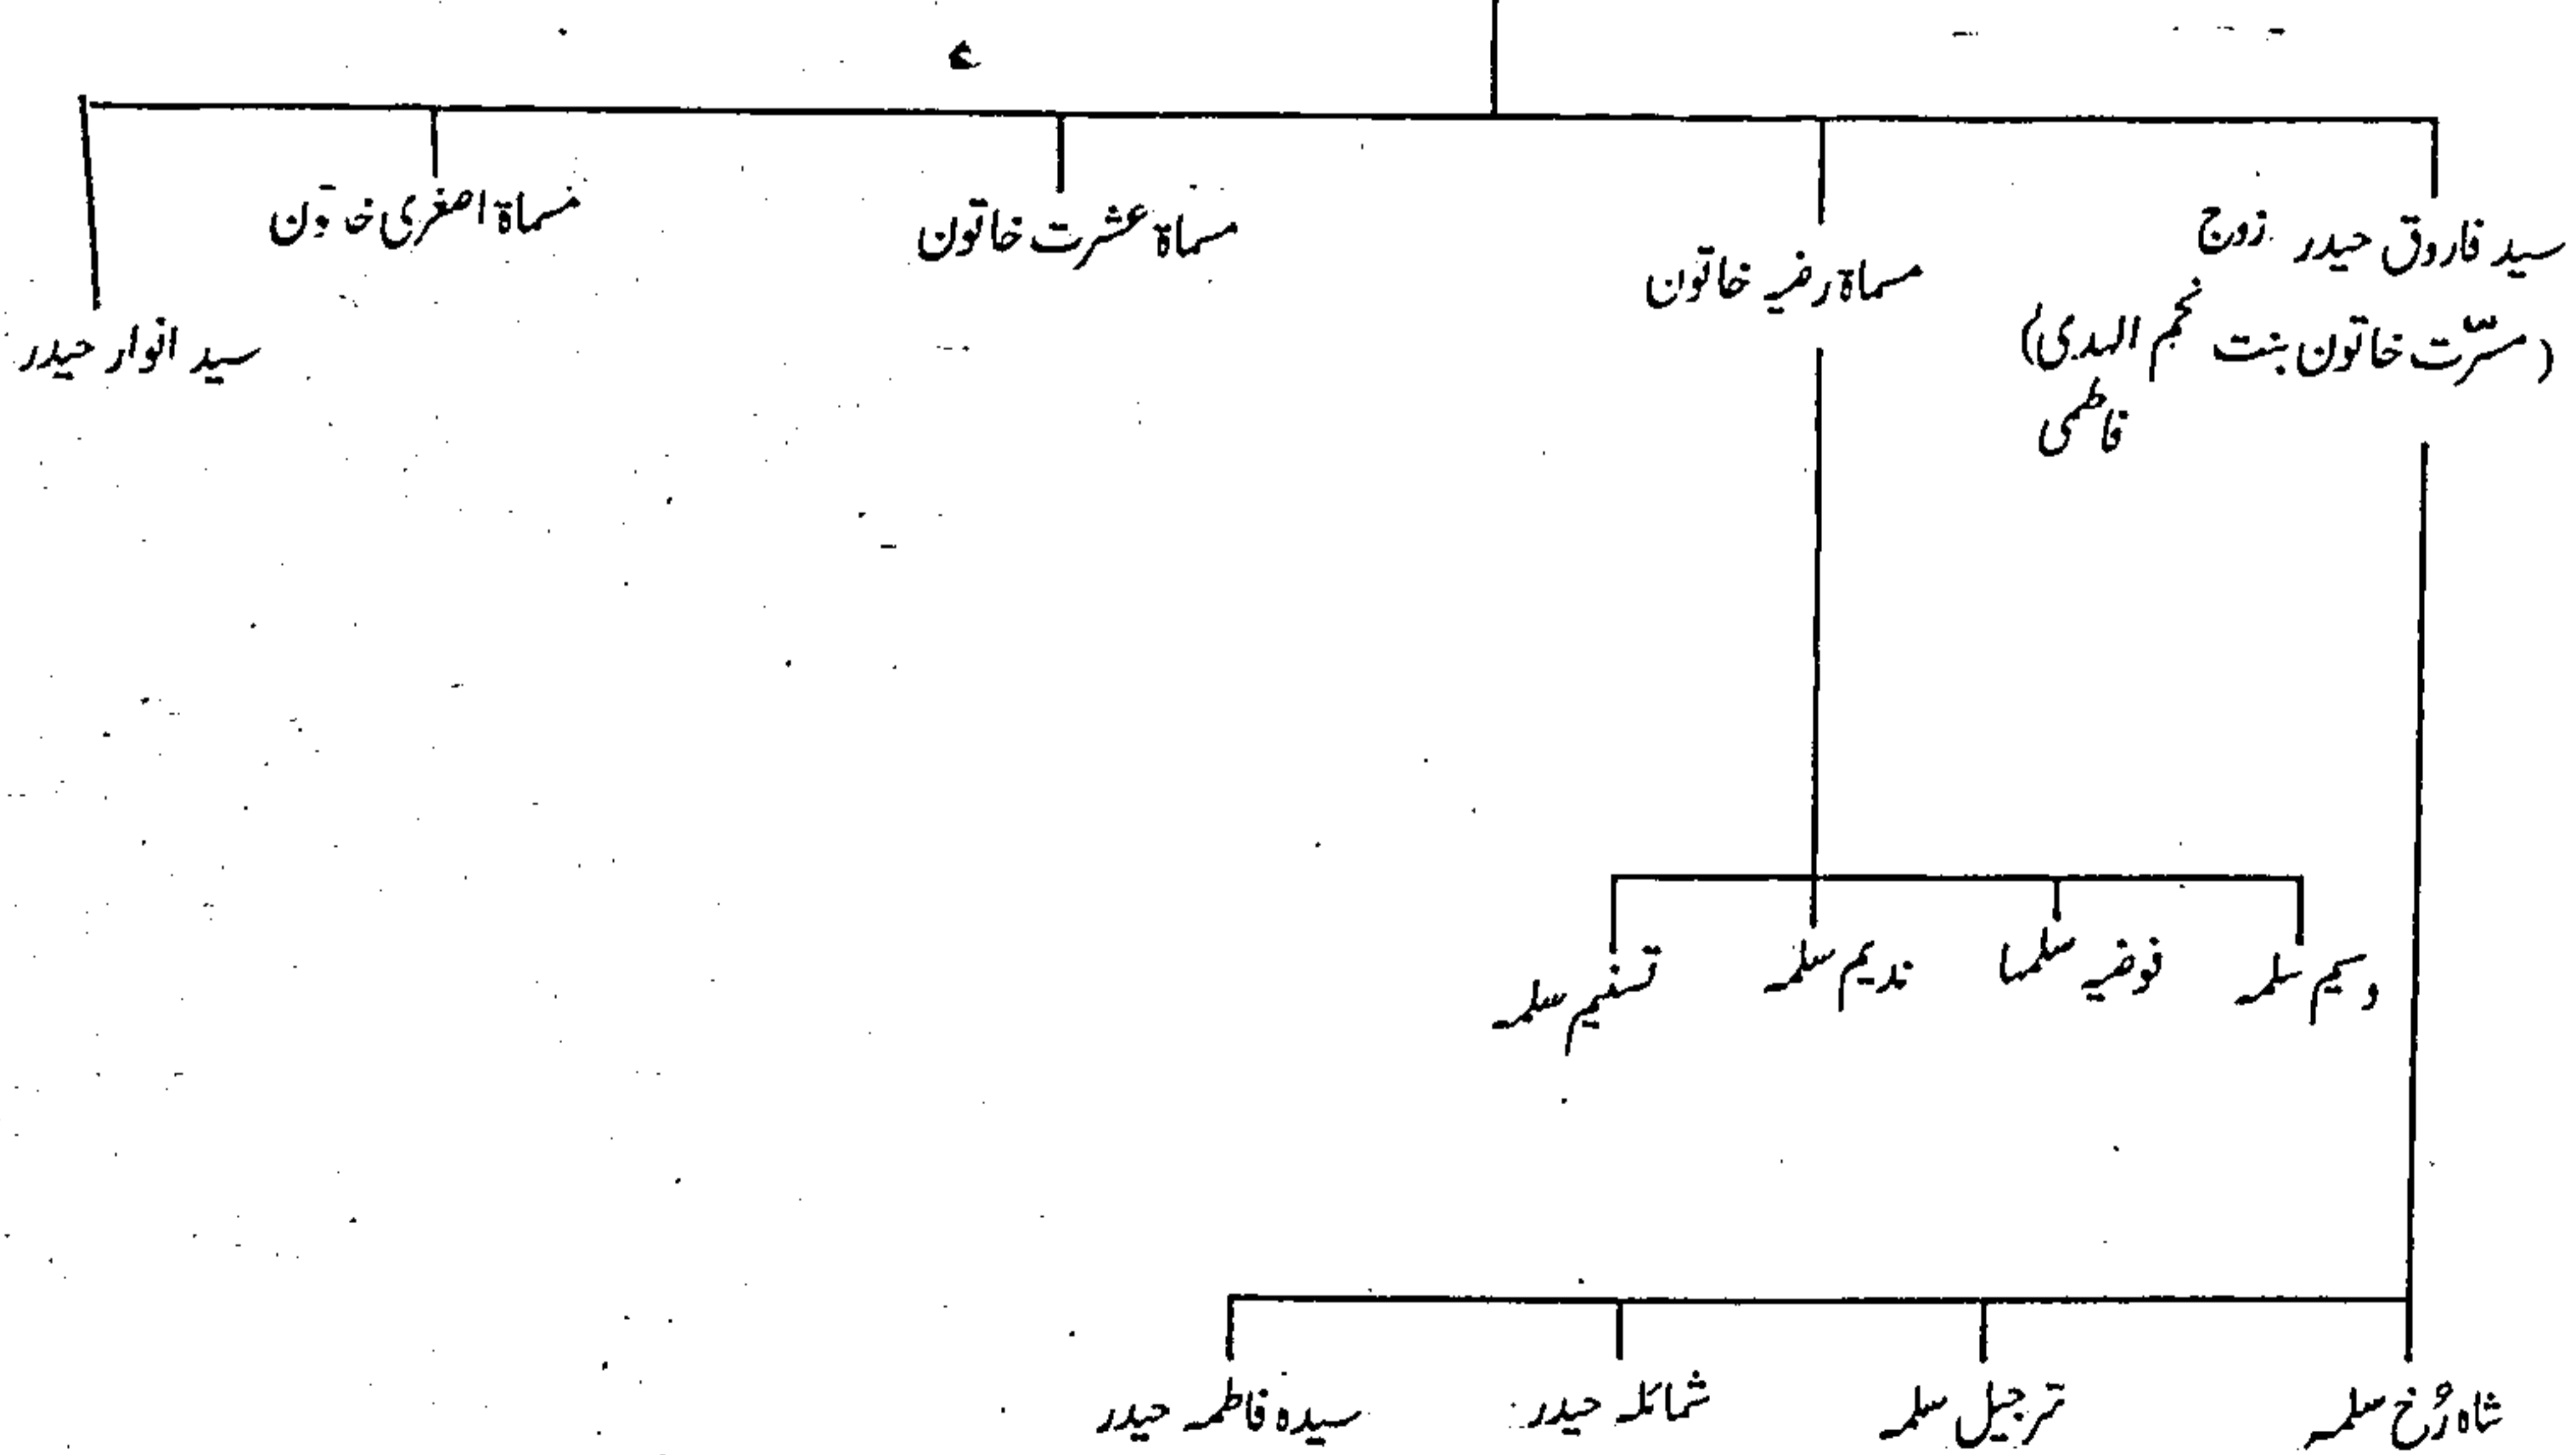 سید فاروق حیدر زوج
(مسرّت خاتون بنت نجم الہدیٰ)
فاطمی
مسماۃ رضیہ خاتون
مسماۃ عشرت خاتون
مسماۃ اصغری خاتون
سید انوار حیدر
وسیم سلمہ
فوضیہ سلمہا
ندیم سلمہ
تسنیم سلمہ
شاہ رُخ سلمہ
ترجیل سلمہ
شمائلہ حیدر
سیدہ فاطمہ حیدر